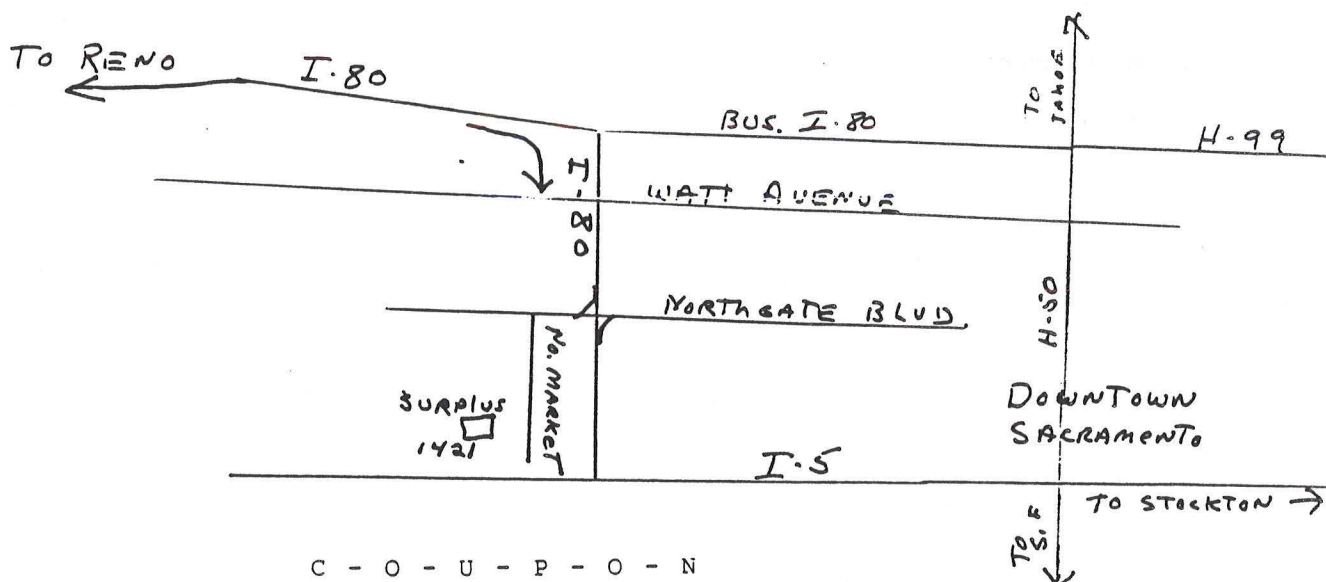 TO RENO
I-80
TO TAHOE
BUS. I-80
H-99
I-80
WATT AVENUE
NORTHGATE BLVD
H-50
No. MARKET
SURPLUS
1421
DOWNTOWN
SACRAMENTO
I-5
TO STOCKTON
TO S.F
C - O - U - P - O - N